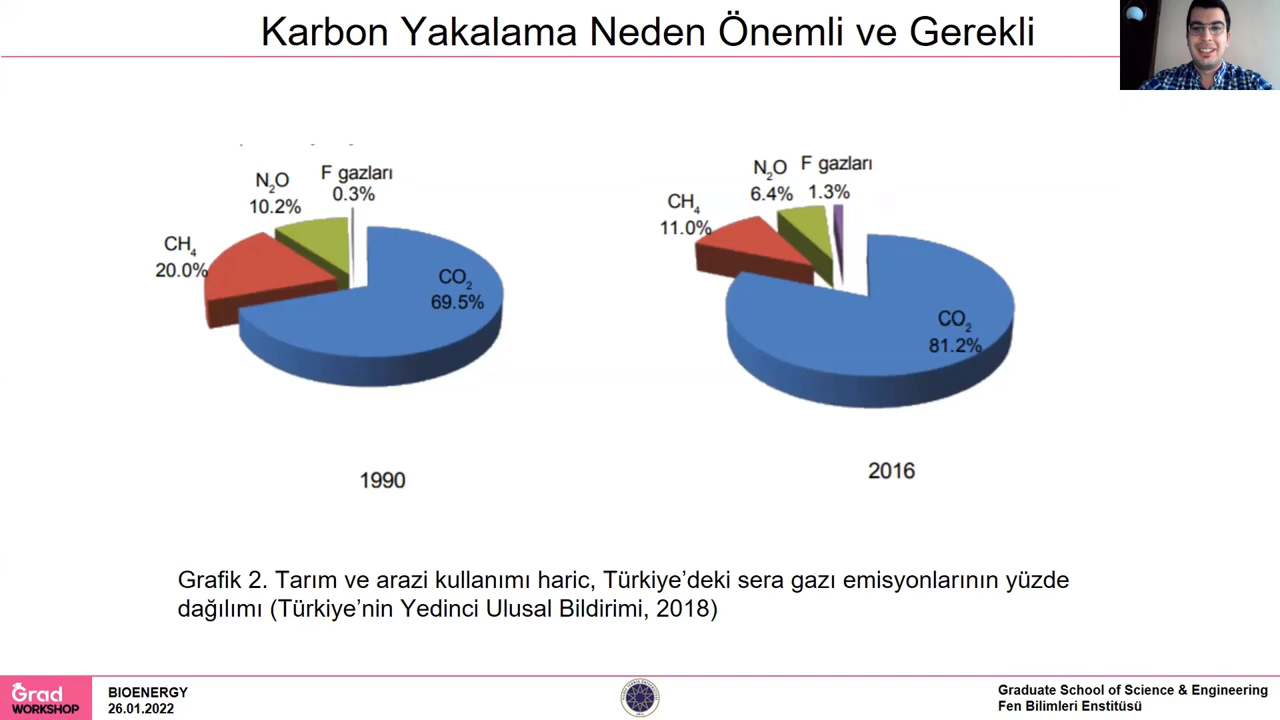 Karbon Yakalama Neden Önemli ve Gerekli
F gazları
0.3%
N₂O
10.2%
CH₄
20.0%
CO₂
69.5%
1990
F gazları
1.3%
N₂O
6.4%
CH₄
11.0%
CO₂
81.2%
2016
Grafik 2. Tarım ve arazi kullanımı haric, Türkiye'deki sera gazı emisyonlarının yüzde
dağılımı (Türkiye'nin Yedinci Ulusal Bildirimi, 2018)
Grad
WORKSHOP
BIOENERGY
26.01.2022
Graduate School of Science & Engineering
Fen Bilimleri Enstitüsü